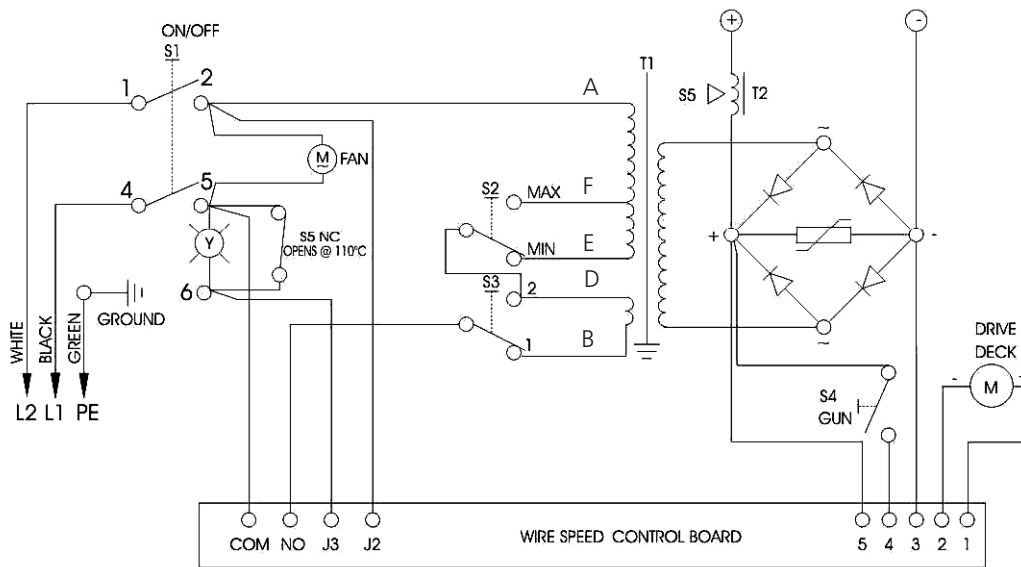 ON/OFF
S1
1
2
A
T1
+
-
S5
T2
M
~
FAN
~
4
5
F
S2
MAX
Y
S5 NC
OPENS @ 110°C
MIN
E
+
-
6
D
S3
2
GROUND
1
B
~
DRIVE
DECK
WHITE
BLACK
GREEN
S4
GUN
-
M
-
L2
L1
PE
COM
NO
J3
J2
WIRE SPEED CONTROL BOARD
5
4
3
2
1